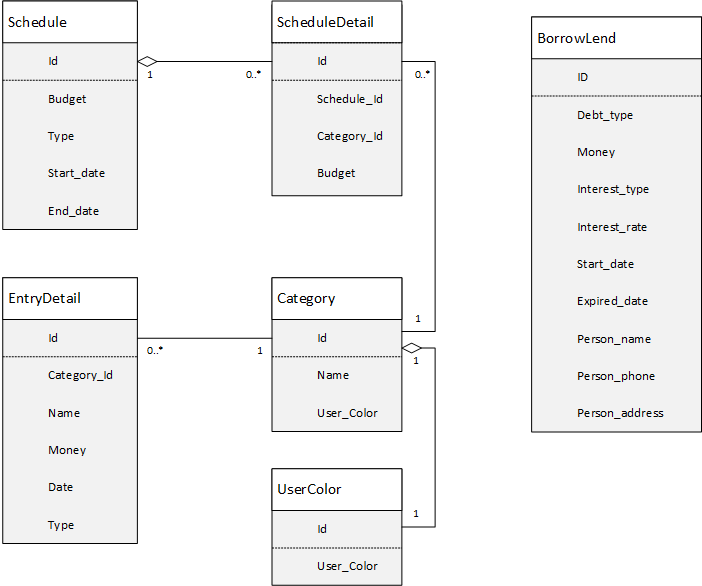 Schedule
Id
Budget
Type
Start_date
End_date
1
0..*
ScheduleDetail
Id
Schedule_Id
Category_Id
Budget
0..*
1
BorrowLend
ID
Debt_type
Money
Interest_type
Interest_rate
Start_date
Expired_date
Person_name
Person_phone
Person_address
EntryDetail
Id
Category_Id
Name
Money
Date
Type
0..*
1
Category
Id
Name
User_Color
1
1
UserColor
Id
User_Color